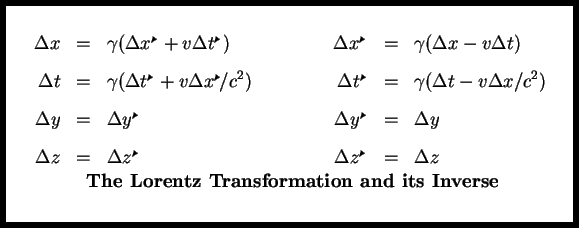 Δx = γ(Δx‣ + vΔt‣) Δx‣ = γ(Δx − vΔt)
Δt = γ(Δt‣ + vΔx‣/c²) Δt‣ = γ(Δt − vΔx/c²)
Δy = Δy‣ Δy‣ = Δy
Δz = Δz‣ Δz‣ = Δz
The Lorentz Transformation and its Inverse